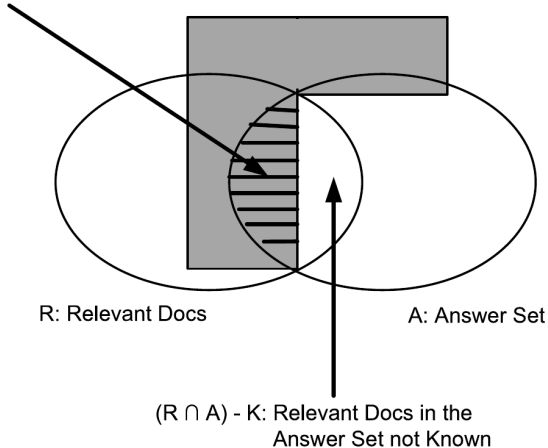 R: Relevant Docs
A: Answer Set
(R ∩ A) - K: Relevant Docs in the
Answer Set not Known